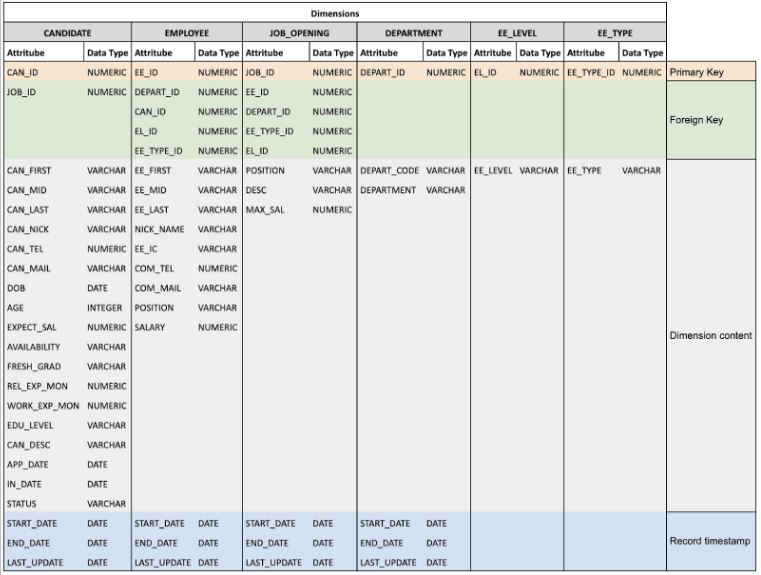 Dimensions
CANDIDATE EMPLOYEE JOB_OPENING DEPARTMENT EE_LEVEL EE_TYPE
Attritube Data Type Attritube Data Type Attritube Data Type Attritube Data Type Attritube Data Type Attritube Data Type
CAN_ID NUMERIC EE_ID NUMERIC JOB_ID NUMERIC DEPART_ID NUMERIC EL_ID NUMERIC EE_TYPE_ID NUMERIC Primary Key
JOB_ID NUMERIC DEPART_ID NUMERIC EE_ID NUMERIC
CAN_ID NUMERIC DEPART_ID NUMERIC
Foreign Key
EL_ID NUMERIC EE_TYPE_ID NUMERIC
EE_TYPE_ID NUMERIC EL_ID NUMERIC
CAN_FIRST VARCHAR EE_FIRST VARCHAR POSITION VARCHAR DEPART_CODE VARCHAR EE_LEVEL VARCHAR EE_TYPE VARCHAR
CAN_MID VARCHAR EE_MID VARCHAR DESC VARCHAR DEPARTMENT VARCHAR
CAN_LAST VARCHAR EE_LAST VARCHAR MAX_SAL NUMERIC
CAN_NICK VARCHAR NICK_NAME VARCHAR
CAN_TEL NUMERIC EE_IC VARCHAR
CAN_MAIL VARCHAR COM_TEL NUMERIC
DOB DATE COM_MAIL VARCHAR
AGE INTEGER POSITION VARCHAR
EXPECT_SAL NUMERIC SALARY NUMERIC
Dimension content
AVAILABILITY VARCHAR
FRESH_GRAD VARCHAR
REL_EXP_MON NUMERIC
WORK_EXP_MON NUMERIC
EDU_LEVEL VARCHAR
CAN_DESC VARCHAR
APP_DATE DATE
IN_DATE DATE
STATUS VARCHAR
START_DATE DATE START_DATE DATE START_DATE DATE START_DATE DATE
END_DATE DATE END_DATE DATE END_DATE DATE END_DATE DATE Record timestamp
LAST_UPDATE DATE LAST_UPDATE DATE LAST_UPDATE DATE LAST_UPDATE DATE